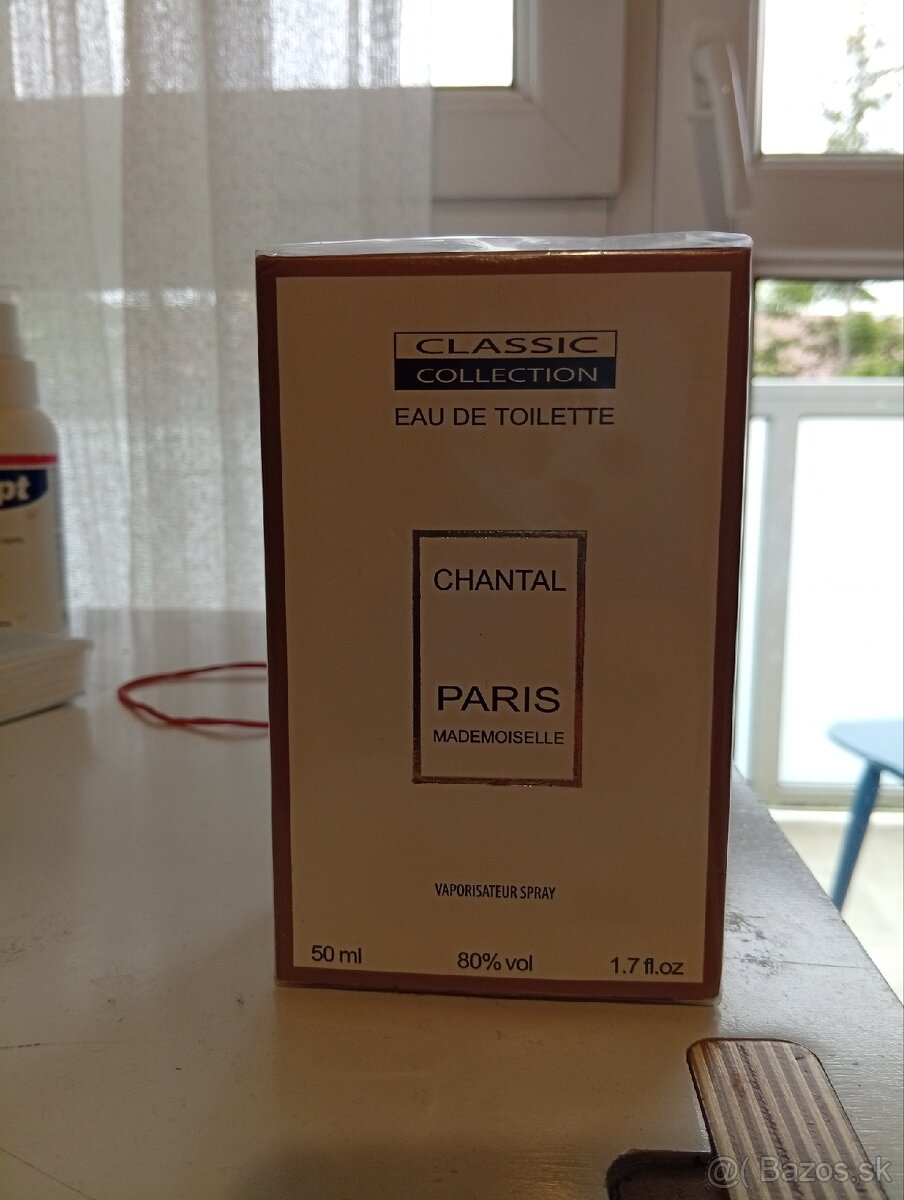 CLASSIC
COLLECTION
EAU DE TOILETTE
pt
CHANTAL
PARIS
MADEMOISELLE
VAPORISATEUR SPRAY
50 ml 80% vol 1.7 fl.oz
@( Bazos.sk